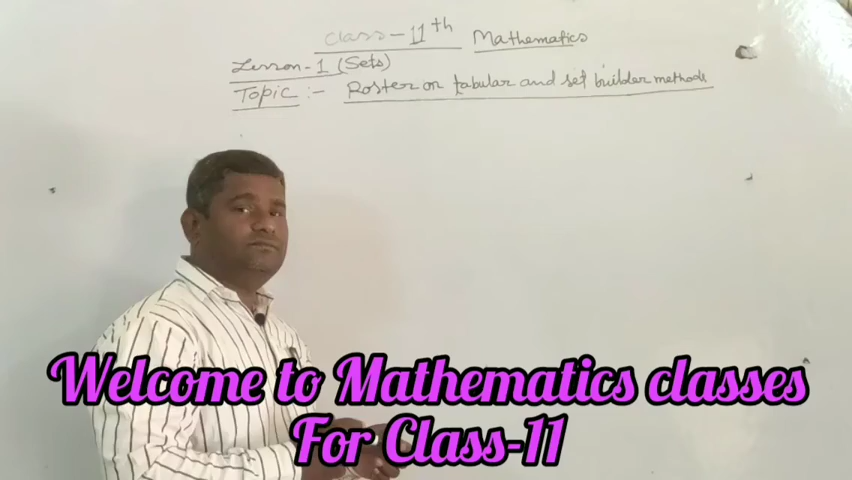 Class - 11th Mathematics
Lesson-1 (Sets)
Topic :- Roster or tabular and set builder methods
Welcome to Mathematics classes
For Class-11